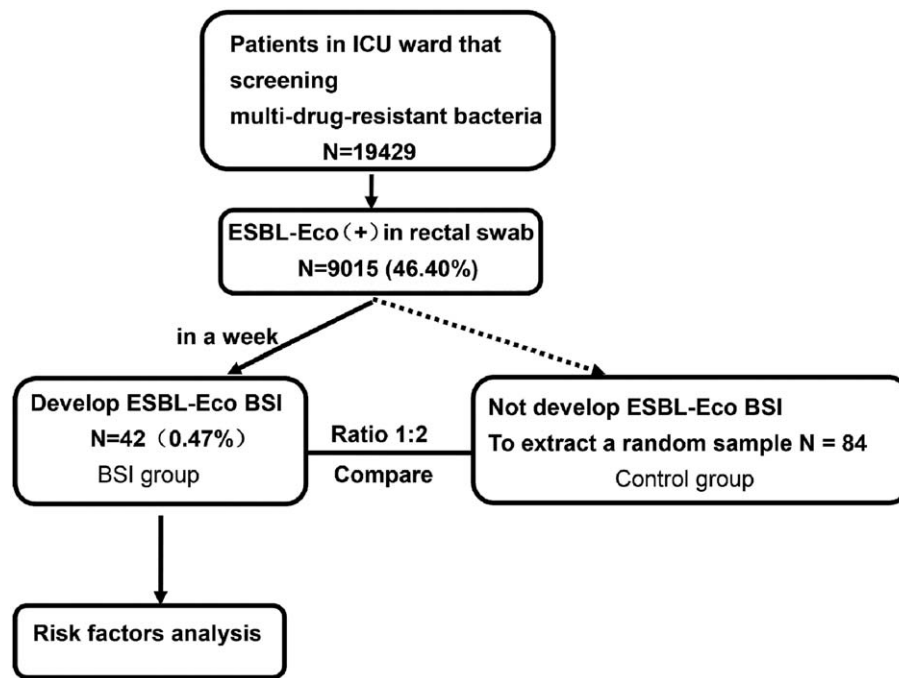 Patients in ICU ward that
screening
multi-drug-resistant bacteria
N=19429
ESBL-Eco（+）in rectal swab
N=9015 (46.40%)
in a week
Develop ESBL-Eco BSI
N=42（0.47%）
BSI group
Ratio 1:2
Compare
Not develop ESBL-Eco BSI
To extract a random sample N = 84
Control group
Risk factors analysis